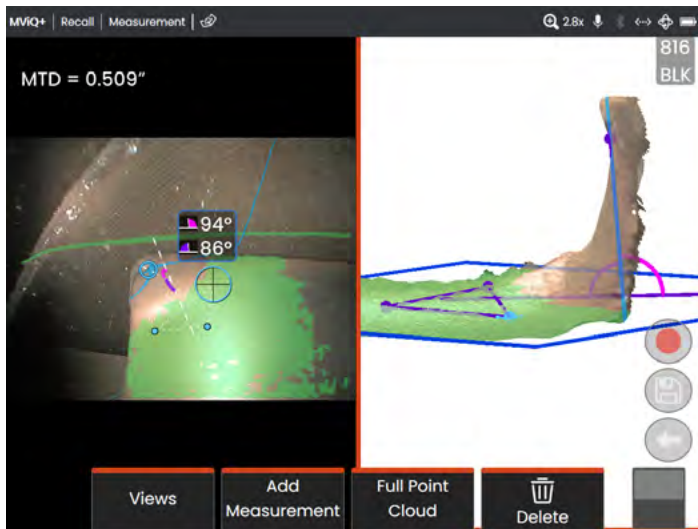 MViQ+ | Recall | Measurement |
2.8x
MTD = 0.509"
816
BLK
94°
86°
Views
Add
Measurement
Full Point
Cloud
Delete